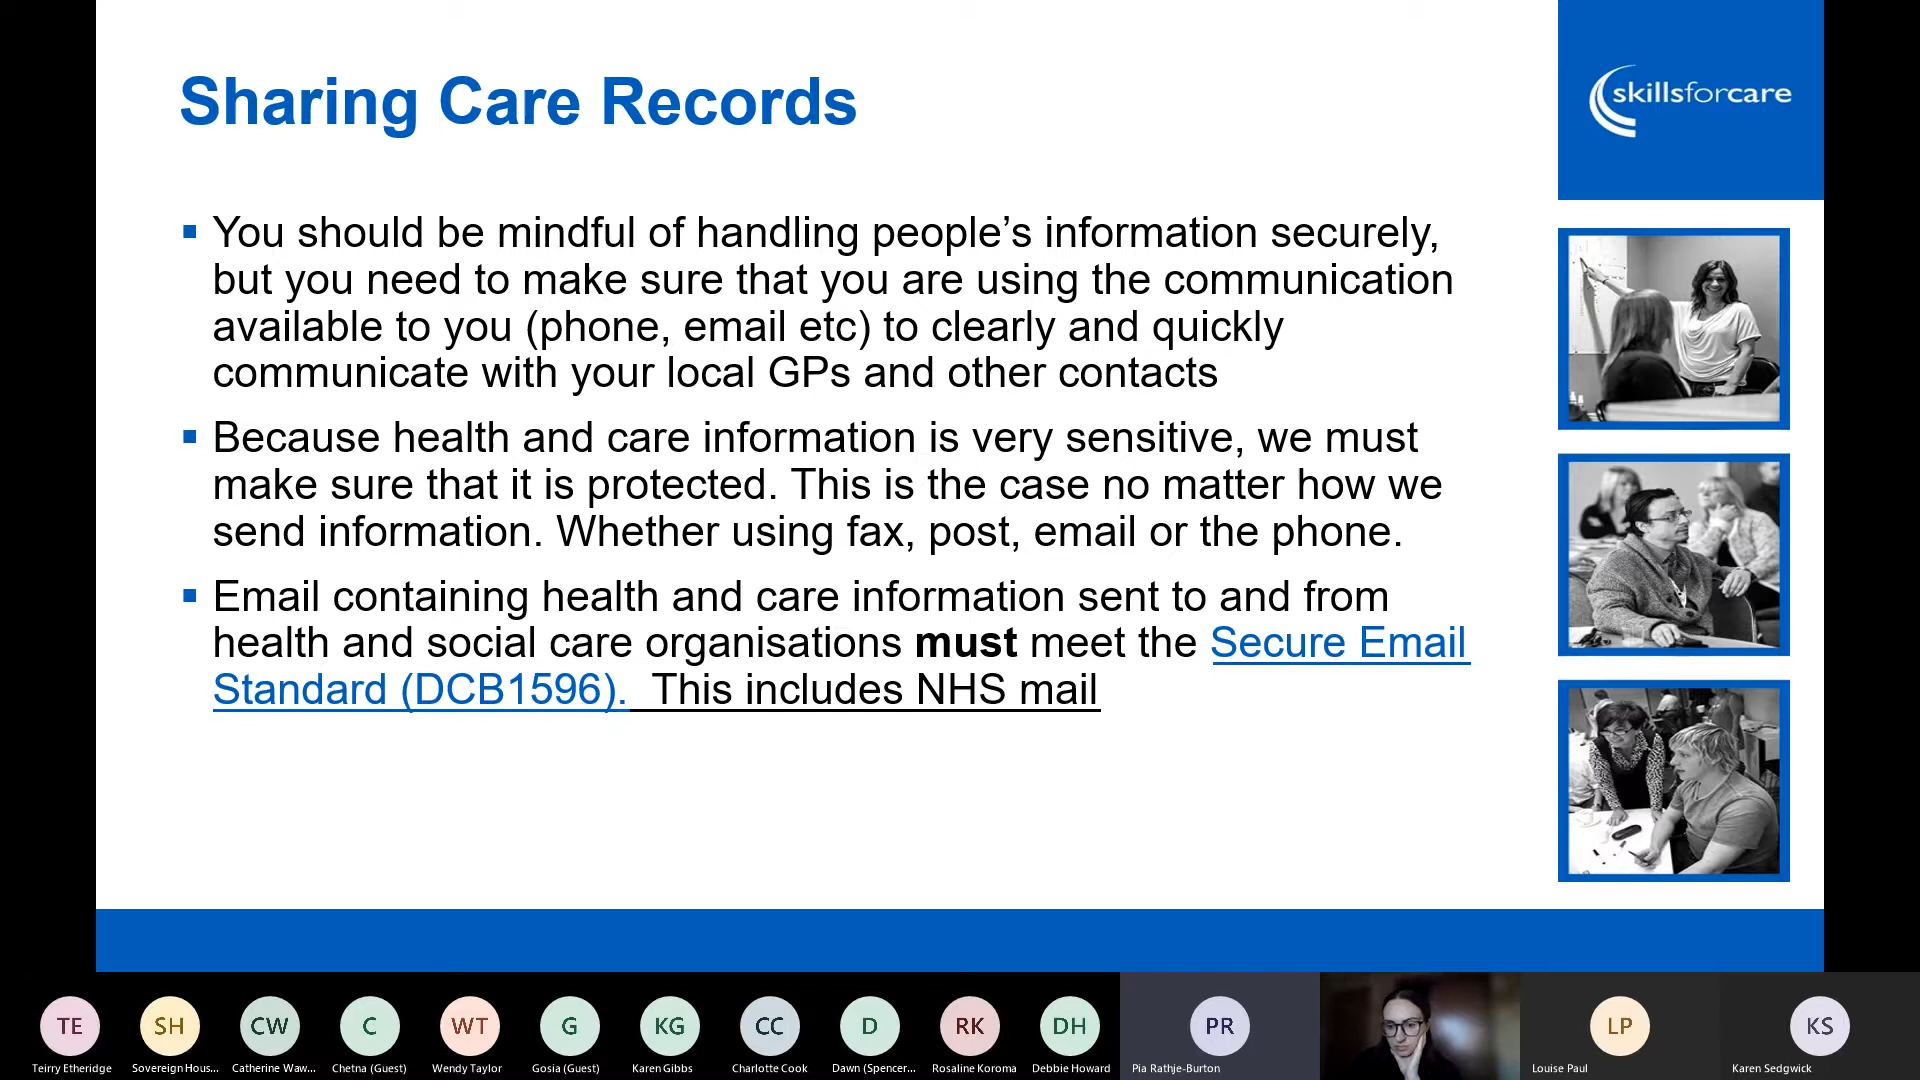 Sharing Care Records
skillsforcare
▪ You should be mindful of handling people’s information securely,
but you need to make sure that you are using the communication
available to you (phone, email etc) to clearly and quickly
communicate with your local GPs and other contacts
▪ Because health and care information is very sensitive, we must
make sure that it is protected. This is the case no matter how we
send information. Whether using fax, post, email or the phone.
▪ Email containing health and care information sent to and from
health and social care organisations must meet the Secure Email
Standard (DCB1596). This includes NHS mail
TE SH CW C WT G KG CC D RK DH PR LP KS
Teirry Etheridge Sovereign Hous... Catherine Waw... Chetna (Guest) Wendy Taylor Gosia (Guest) Karen Gibbs Charlotte Cook Dawn (Spencer... Rosaline Koroma Debbie Howard Pia Rathje-Burton Louise Paul Karen Sedgwick